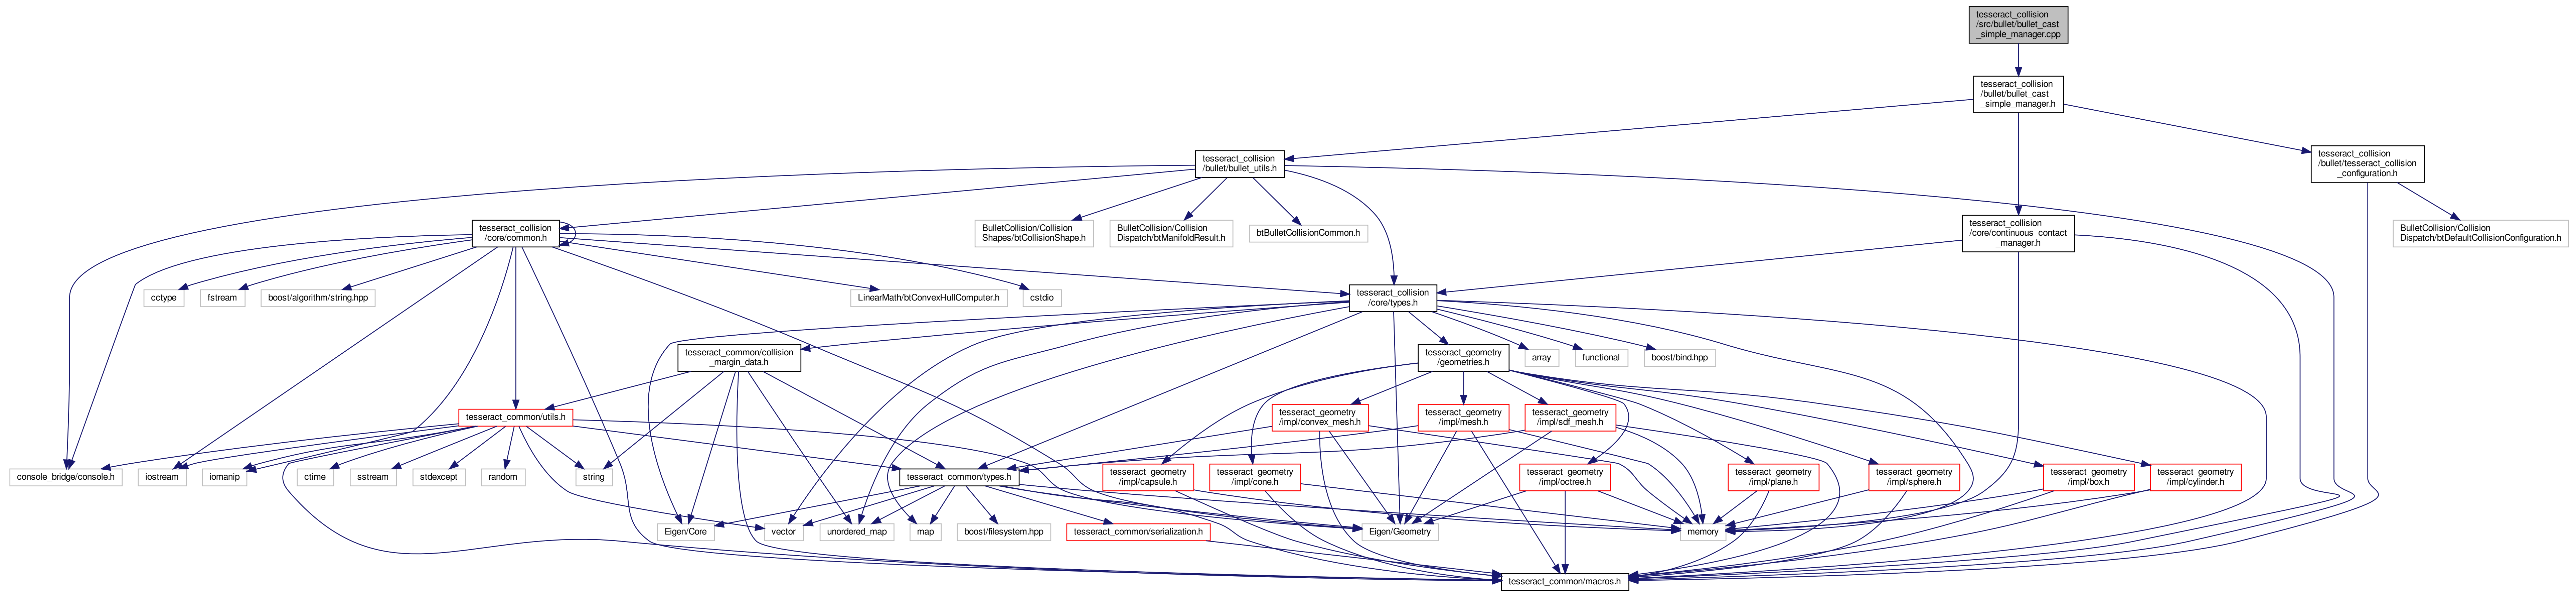 tesseract_collision
/src/bullet/bullet_cast
_simple_manager.cpp
tesseract_collision
/bullet/bullet_cast
_simple_manager.h
tesseract_collision
/bullet/bullet_utils.h
tesseract_collision
/bullet/tesseract_collision
_configuration.h
tesseract_collision
/core/common.h
BulletCollision/Collision
Shapes/btCollisionShape.h
BulletCollision/Collision
Dispatch/btManifoldResult.h
btBulletCollisionCommon.h
tesseract_collision
/core/continuous_contact
_manager.h
BulletCollision/Collision
Dispatch/btDefaultCollisionConfiguration.h
cctype
fstream
boost/algorithm/string.hpp
LinearMath/btConvexHullComputer.h
cstdio
tesseract_collision
/core/types.h
tesseract_common/collision
_margin_data.h
tesseract_geometry
/geometries.h
array
functional
boost/bind.hpp
tesseract_common/utils.h
tesseract_geometry
/impl/convex_mesh.h
tesseract_geometry
/impl/mesh.h
tesseract_geometry
/impl/sdf_mesh.h
console_bridge/console.h
iostream
iomanip
ctime
sstream
stdexcept
random
string
tesseract_common/types.h
tesseract_geometry
/impl/capsule.h
tesseract_geometry
/impl/cone.h
tesseract_geometry
/impl/octree.h
tesseract_geometry
/impl/plane.h
tesseract_geometry
/impl/sphere.h
tesseract_geometry
/impl/box.h
tesseract_geometry
/impl/cylinder.h
Eigen/Core
vector
unordered_map
map
boost/filesystem.hpp
tesseract_common/serialization.h
Eigen/Geometry
memory
tesseract_common/macros.h